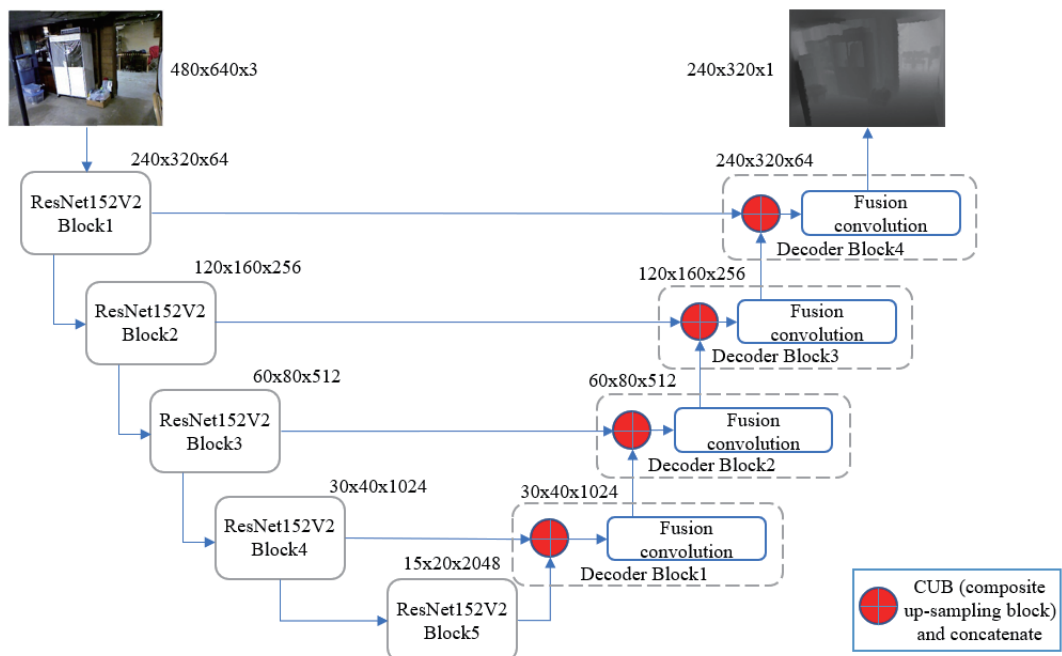 480x640x3
240x320x1
240x320x64
240x320x64
ResNet152V2
Block1
Fusion
convolution
Decoder Block4
120x160x256
120x160x256
ResNet152V2
Block2
Fusion
convolution
Decoder Block3
60x80x512
60x80x512
ResNet152V2
Block3
Fusion
convolution
Decoder Block2
30x40x1024
30x40x1024
ResNet152V2
Block4
Fusion
convolution
Decoder Block1
15x20x2048
ResNet152V2
Block5
CUB (composite
up-sampling block)
and concatenate